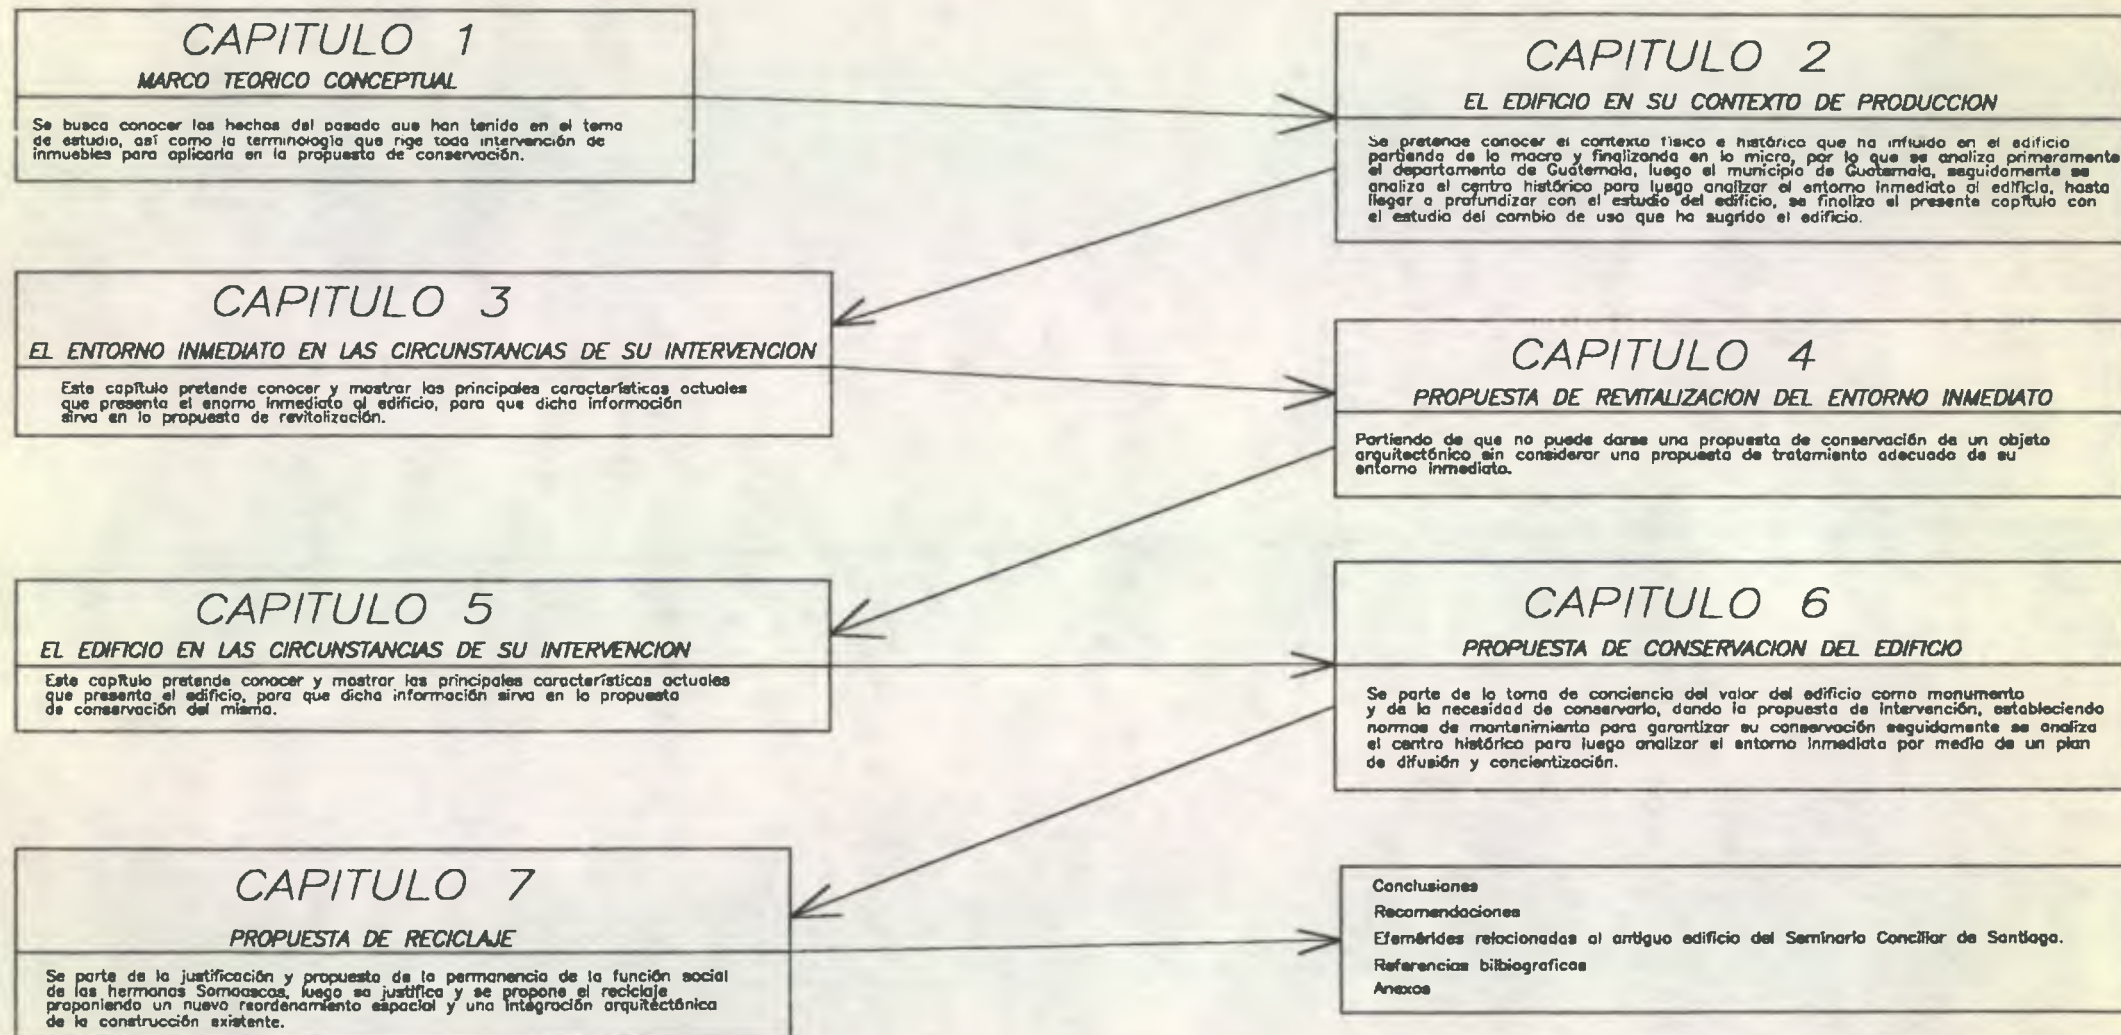 CAPITULO 1
MARCO TEORICO CONCEPTUAL
Se busca conocer los hechos del pasado que han tenido en el tema
de estudio, así como la terminología que rige toda intervención de
inmuebles para aplicarla en la propuesta de conservación.
CAPITULO 2
EL EDIFICIO EN SU CONTEXTO DE PRODUCCION
Se pretende conocer el contexto físico e histórico que ha influido en el edificio
partiendo de lo macro y finalizando en lo micro, por lo que se analiza primeramente
el departamento de Guatemala, luego el municipio de Guatemala, seguidamente se
analiza el centro histórico para luego analizar el entorno inmediato al edificio, hasta
llegar a profundizar con el estudio del edificio, se finaliza el presente capítulo con
el estudio del cambio de uso que ha sugrido el edificio.
CAPITULO 3
EL ENTORNO INMEDIATO EN LAS CIRCUNSTANCIAS DE SU INTERVENCION
Este capítulo pretende conocer y mostrar las principales características actuales
que presenta el enorno inmediato al edificio, para que dicha información
sirva en la propuesta de revitalización.
CAPITULO 4
PROPUESTA DE REVITALIZACION DEL ENTORNO INMEDIATO
Partiendo de que no puede darse una propuesta de conservación de un objeto
arquitectónico sin considerar una propuesta de tratamiento adecuado de su
entorno inmediato.
CAPITULO 5
EL EDIFICIO EN LAS CIRCUNSTANCIAS DE SU INTERVENCION
Este capítulo pretende conocer y mostrar las principales características actuales
que presenta el edificio, para que dicha información sirva en la propuesta
de conservación del mismo.
CAPITULO 6
PROPUESTA DE CONSERVACION DEL EDIFICIO
Se parte de la toma de conciencia del valor del edificio como monumento
y de la necesidad de conservarlo, dando la propuesta de intervención, estableciendo
normas de mantenimiento para garantizar su conservación seguidamente se analiza
el centro histórico para luego analizar el entorno inmediato por medio de un plan
de difusión y concientización.
CAPITULO 7
PROPUESTA DE RECICLAJE
Se parte de la justificación y propuesta de la permanencia de la función social
de las hermanas Somascas, luego se justifica y se propone el reciclaje
proponiendo un nuevo reordenamiento espacial y una integración arquitectónica
de la construcción existente.
Conclusiones
Recomendaciones
Efemérides relacionadas al antiguo edificio del Seminario Conciliar de Santiago.
Referencias bilbiograficas
Anexos